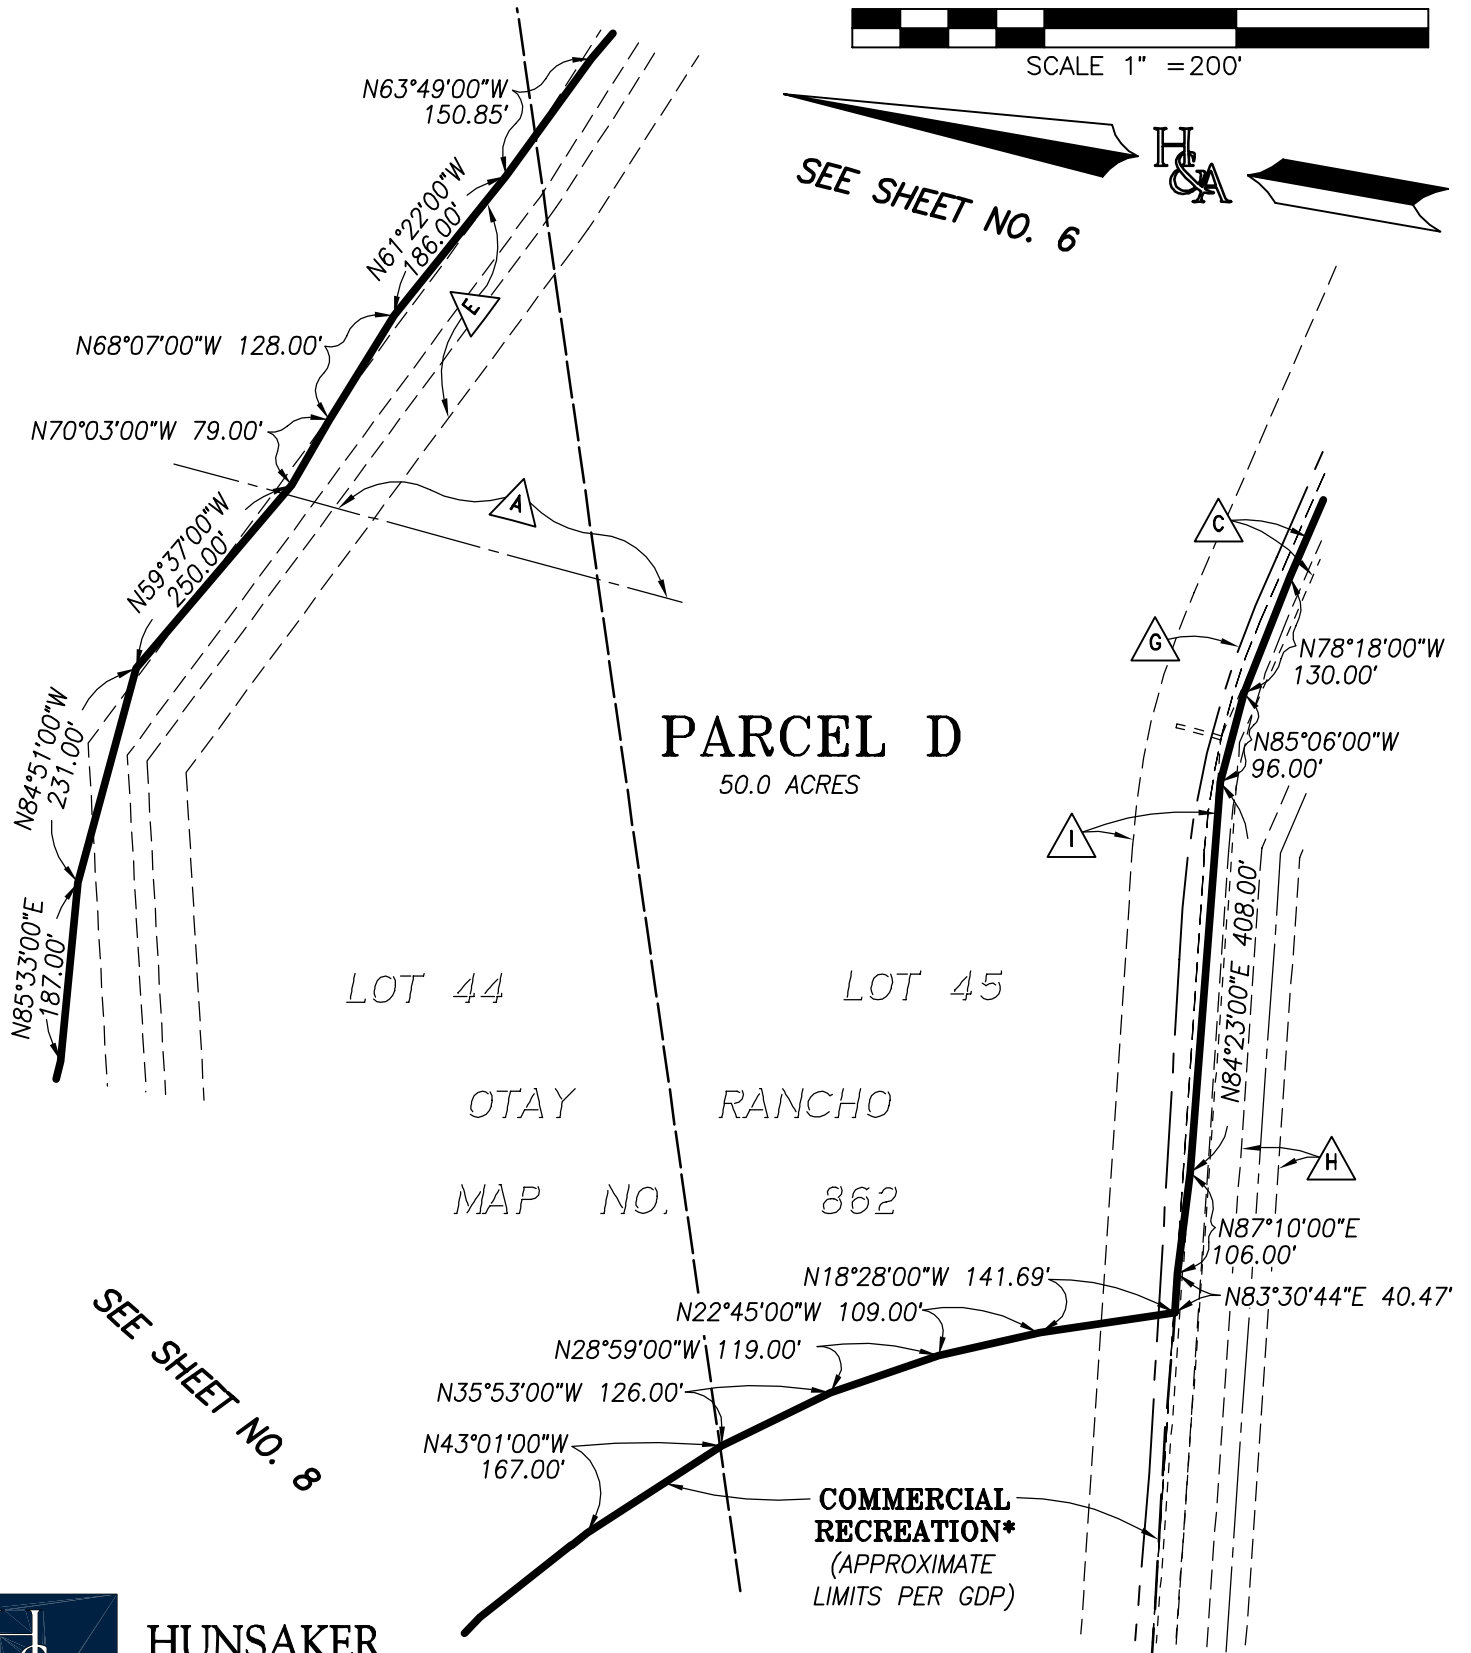 SCALE 1" =200'
N63°49'00"W
150.85'
H&A
SEE SHEET NO. 6
N61°22'00"W
186.00'
E
N68°07'00"W 128.00'
N70°03'00"W 79.00'
A
N59°37'00"W
250.00'
C
G
N78°18'00"W
130.00'
N84°51'00"W
231.00'
PARCEL D
50.0 ACRES
N85°06'00"W
96.00'
I
N85°33'00"E
187.00'
LOT 44
LOT 45
N84°23'00"E 408.00'
OTAY RANCHO
MAP NO. 862
H
N87°10'00"E
106.00'
N18°28'00"W 141.69'
N83°30'44"E 40.47'
N22°45'00"W 109.00'
N28°59'00"W 119.00'
N35°53'00"W 126.00'
SEE SHEET NO. 8
N43°01'00"W
167.00'
COMMERCIAL
RECREATION*
(APPROXIMATE
LIMITS PER GDP)
HUNSAKER